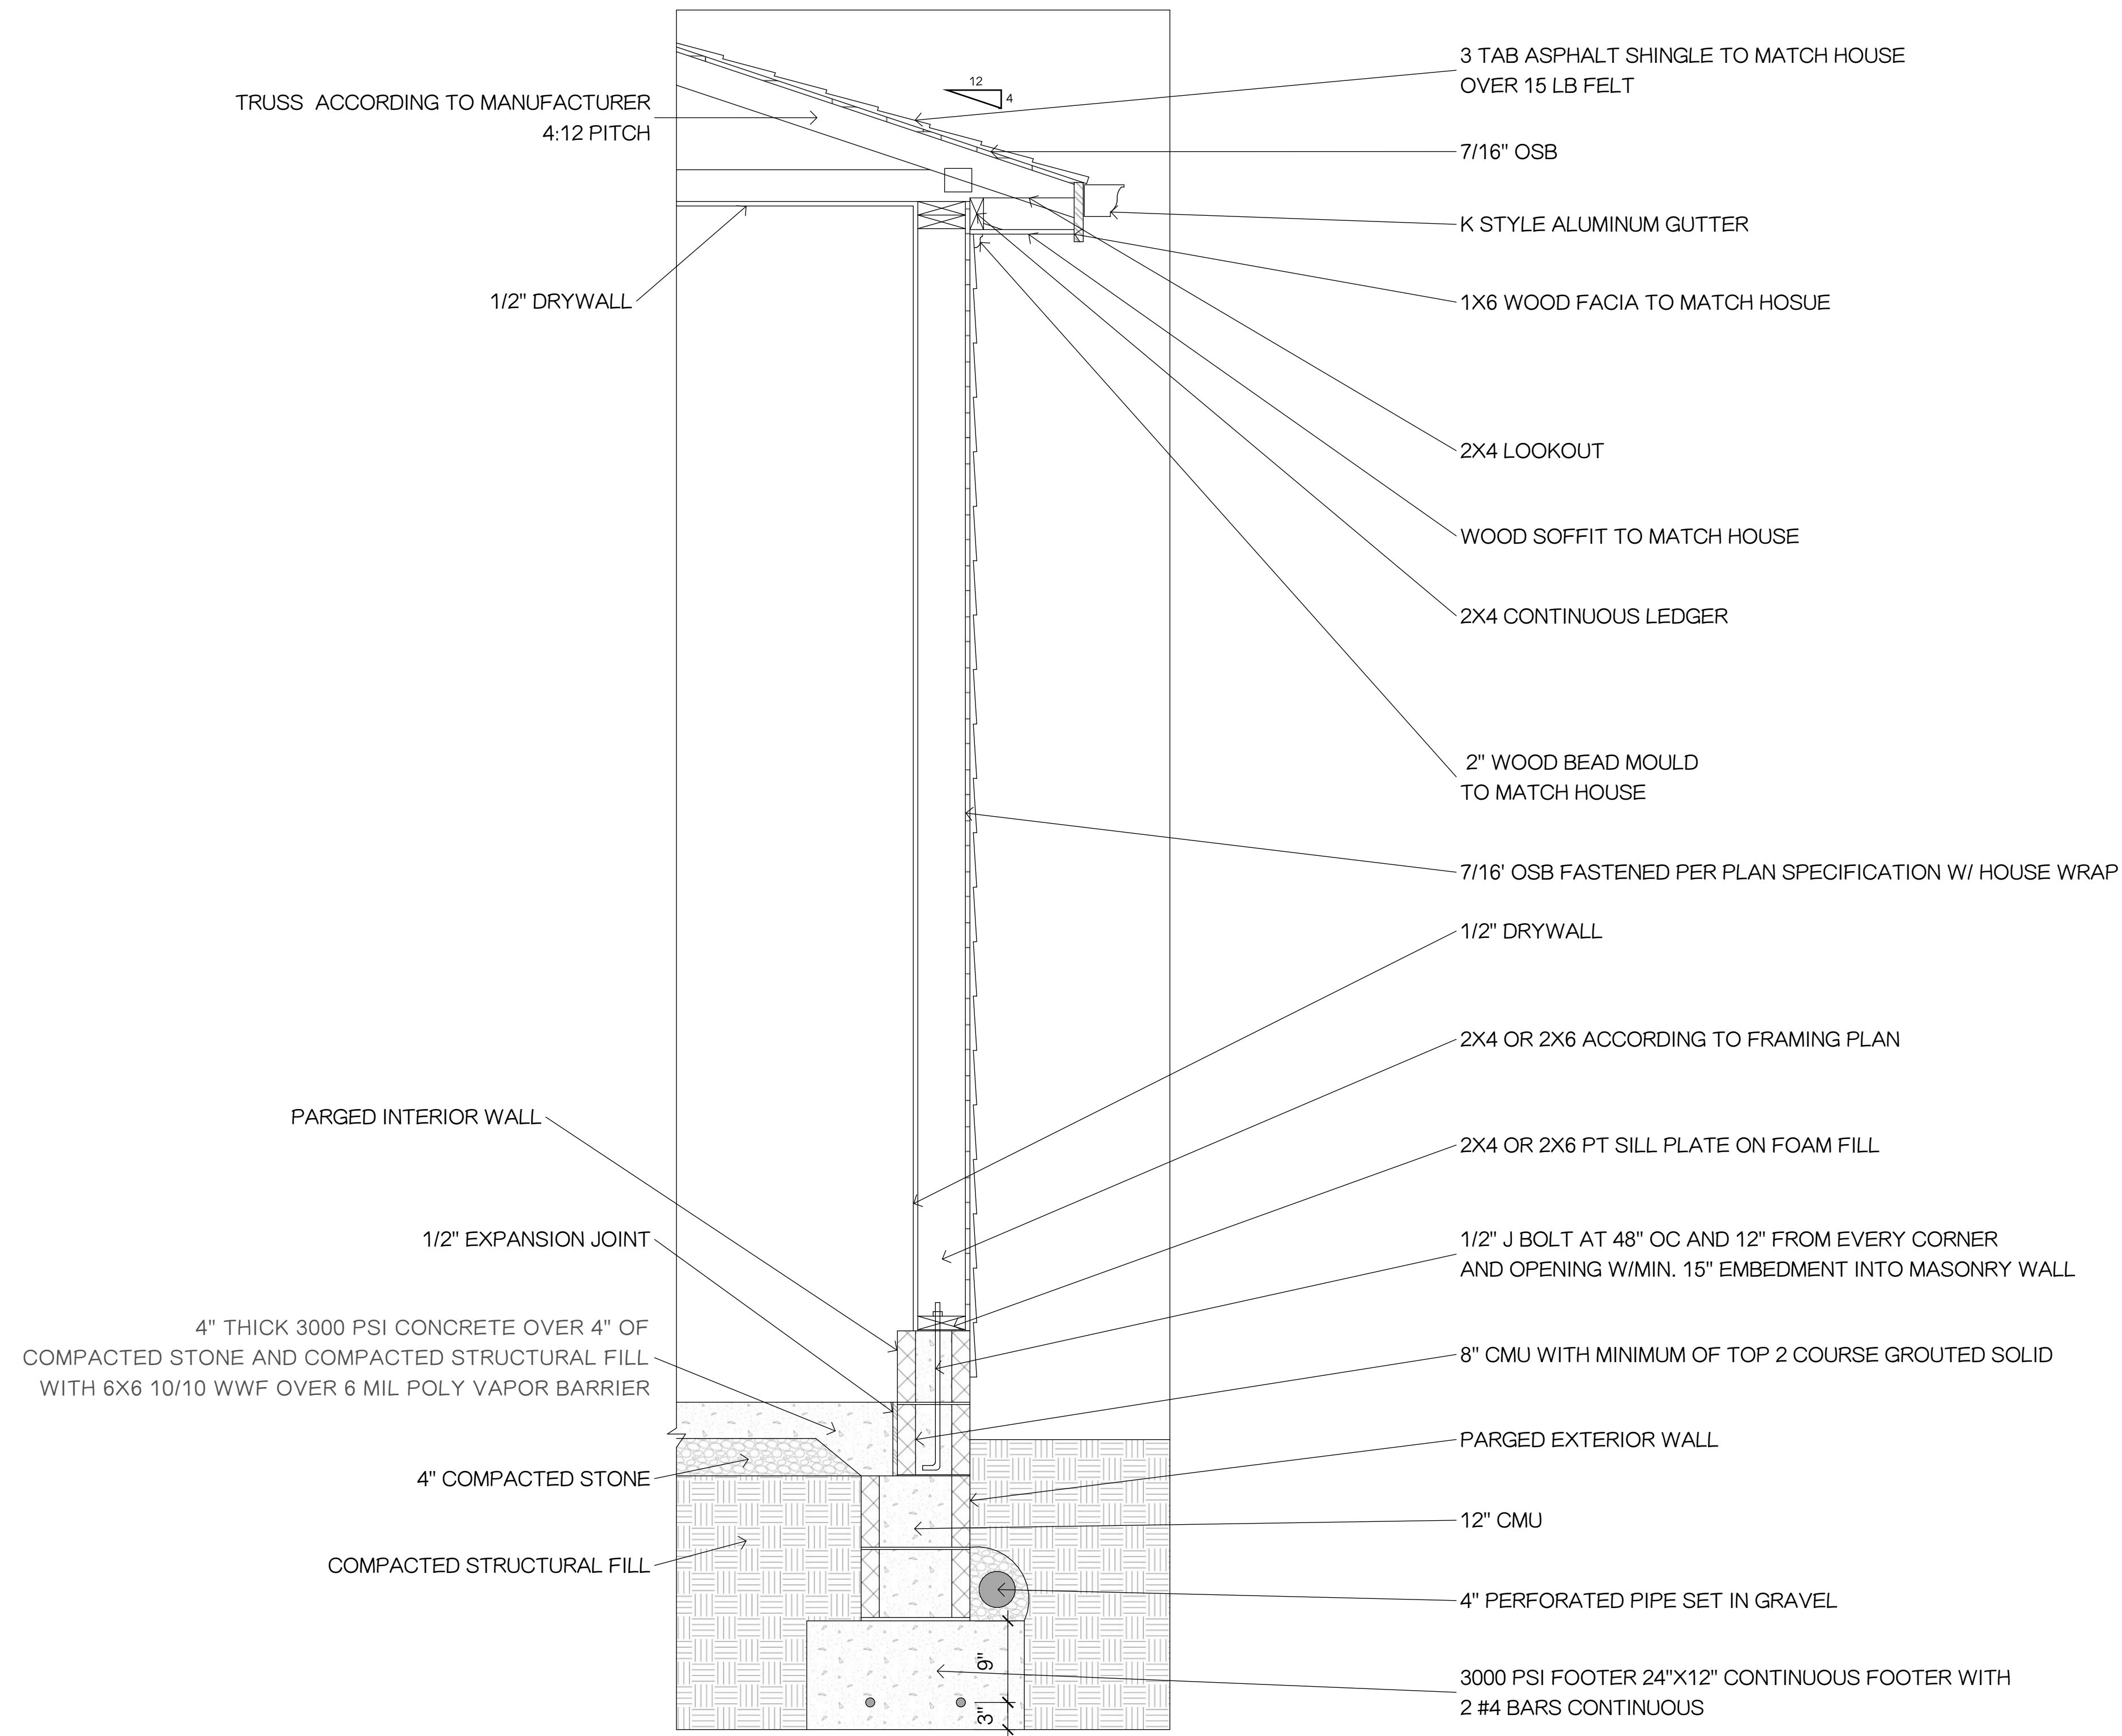 TRUSS  ACCORDING TO MANUFACTURER
4:12 PITCH
1/2" DRYWALL
PARGED INTERIOR WALL
1/2" EXPANSION JOINT
4" THICK 3000 PSI CONCRETE OVER 4" OF
COMPACTED STONE AND COMPACTED STRUCTURAL FILL
WITH 6X6 10/10 WWF OVER 6 MIL POLY VAPOR BARRIER
4" COMPACTED STONE
COMPACTED STRUCTURAL FILL
12
4
9"
3"
3 TAB ASPHALT SHINGLE TO MATCH HOUSE
OVER 15 LB FELT
7/16" OSB
K STYLE ALUMINUM GUTTER
1X6 WOOD FACIA TO MATCH HOSUE
2X4 LOOKOUT
WOOD SOFFIT TO MATCH HOUSE
2X4 CONTINUOUS LEDGER
2" WOOD BEAD MOULD
TO MATCH HOUSE
7/16' OSB FASTENED PER PLAN SPECIFICATION W/ HOUSE WRAP
1/2" DRYWALL
2X4 OR 2X6 ACCORDING TO FRAMING PLAN
2X4 OR 2X6 PT SILL PLATE ON FOAM FILL
1/2" J BOLT AT 48" OC AND 12" FROM EVERY CORNER
AND OPENING W/MIN. 15" EMBEDMENT INTO MASONRY WALL
8" CMU WITH MINIMUM OF TOP 2 COURSE GROUTED SOLID
PARGED EXTERIOR WALL
12" CMU
4" PERFORATED PIPE SET IN GRAVEL
3000 PSI FOOTER 24"X12" CONTINUOUS FOOTER WITH
2 #4 BARS CONTINUOUS